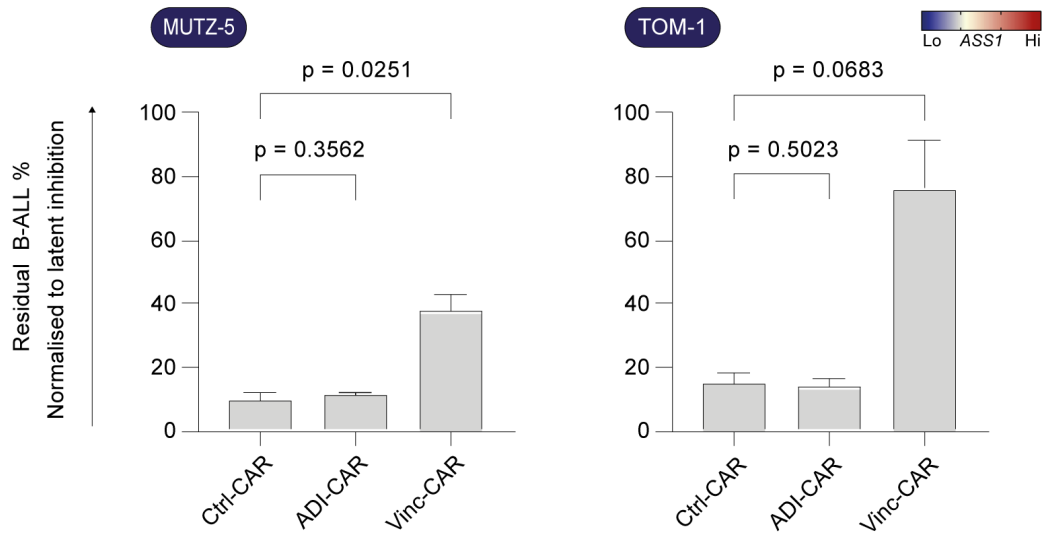 MUTZ-5
TOM-1
Lo ASS1 Hi
p = 0.0251
p = 0.3562
p = 0.0683
p = 0.5023
Residual B-ALL %
Normalised to latent inhibition
100
80
60
40
20
0
Ctrl-CAR
ADI-CAR
Vinc-CAR
100
80
60
40
20
0
Ctrl-CAR
ADI-CAR
Vinc-CAR